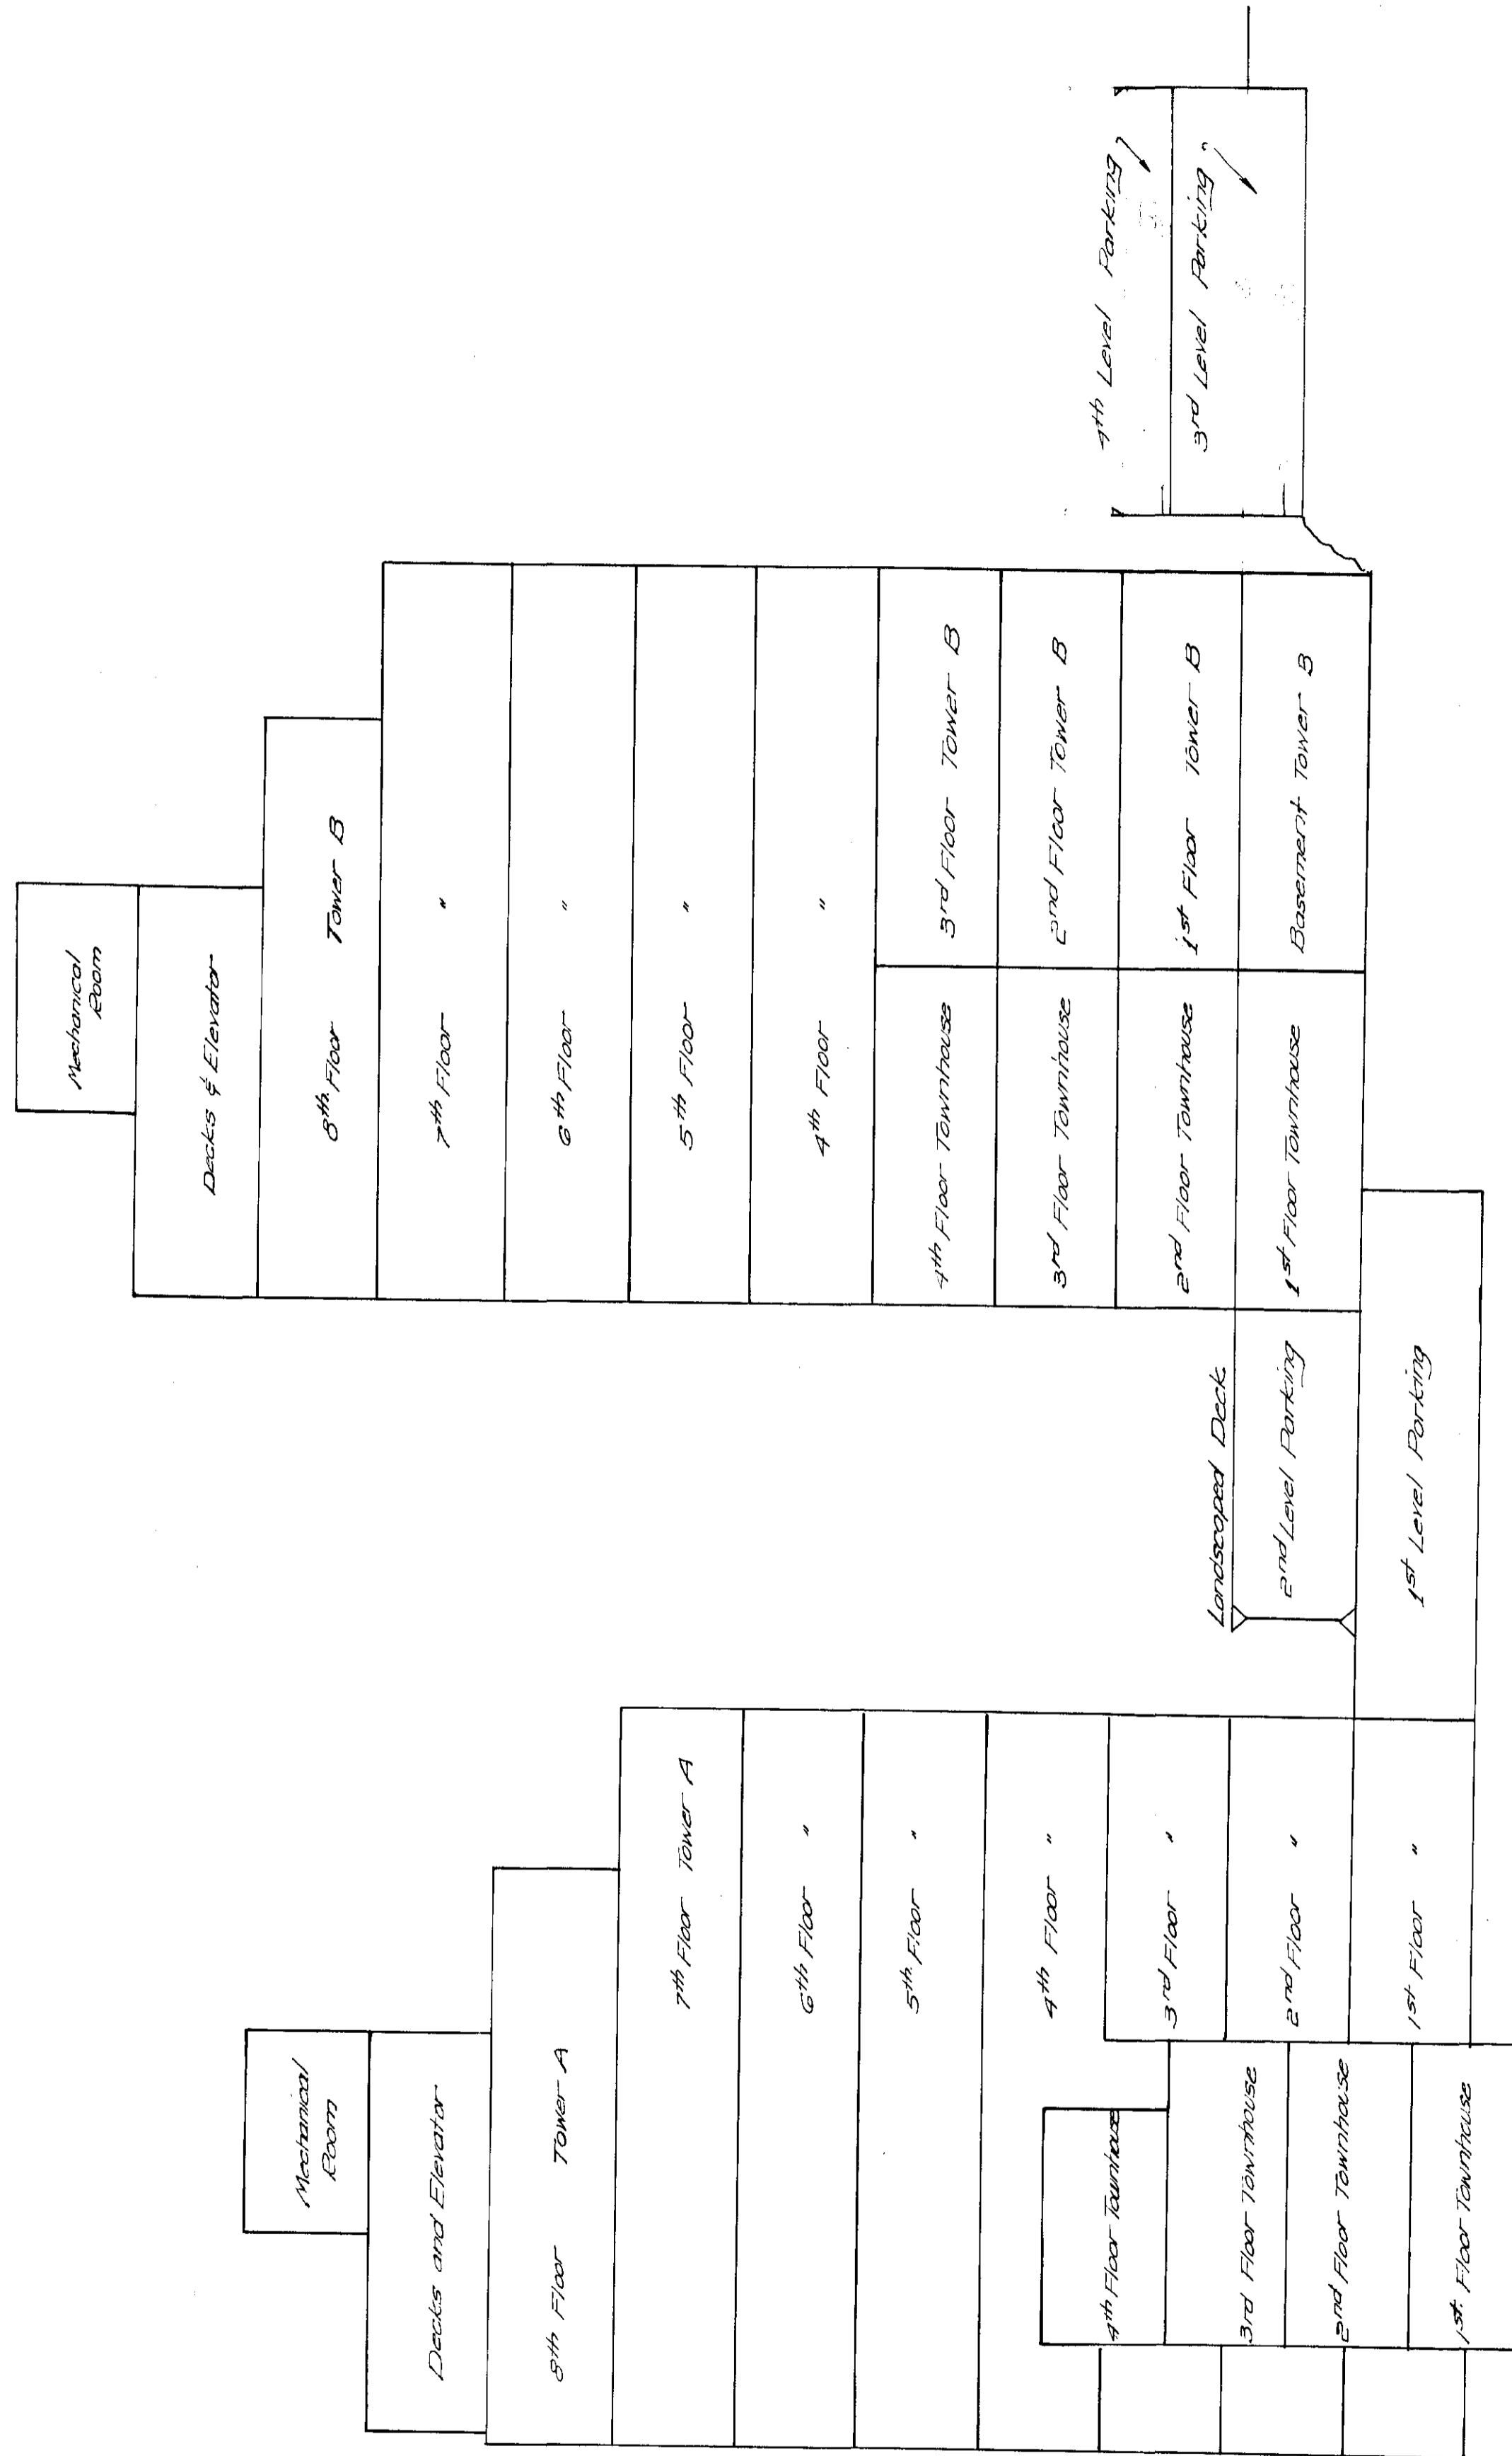 Mechanical
Room
Decks and Elevator
8th Floor Tower A
7th Floor Tower A
6th Floor "
5th Floor "
4th Floor "
3rd Floor "
2nd Floor "
1st Floor "
4th Floor Townhouse
3rd Floor Townhouse
2nd Floor Townhouse
1st. Floor Townhouse
Landscaped Deck.
2nd Level Parking
1st Level Parking
Mechanical
Room
Decks & Elevator
8th. Floor Tower B
7th Floor "
6th Floor "
5th Floor "
4th Floor "
4th Floor Townhouse
3rd Floor Tower B
3rd Floor Townhouse
2nd Floor Tower B
2nd Floor Townhouse
1st Floor Tower B
1st Floor Townhouse
Basement Tower B
4th Level Parking
3rd Level Parking "